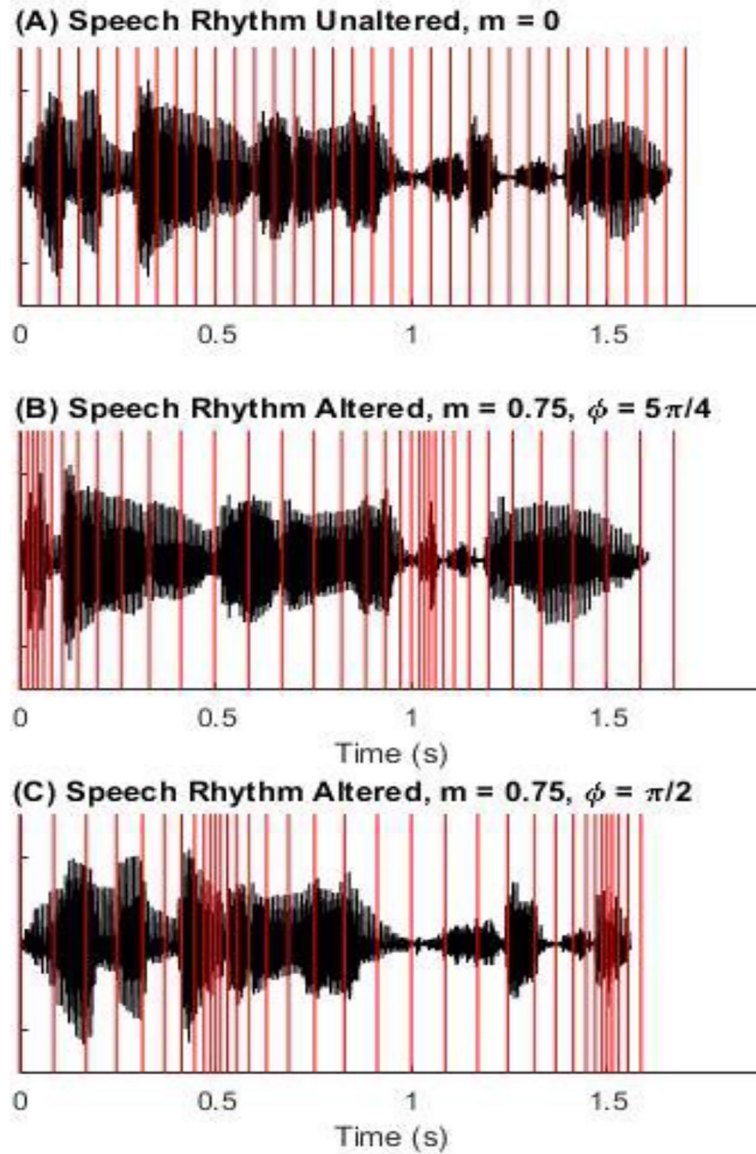 (A) Speech Rhythm Unaltered, m = 0
0 0.5 1 1.5
(B) Speech Rhythm Altered, m = 0.75, ϕ = 5π/4
0 0.5 1 1.5
Time (s)
(C) Speech Rhythm Altered, m = 0.75, ϕ = π/2
0 0.5 1 1.5
Time (s)